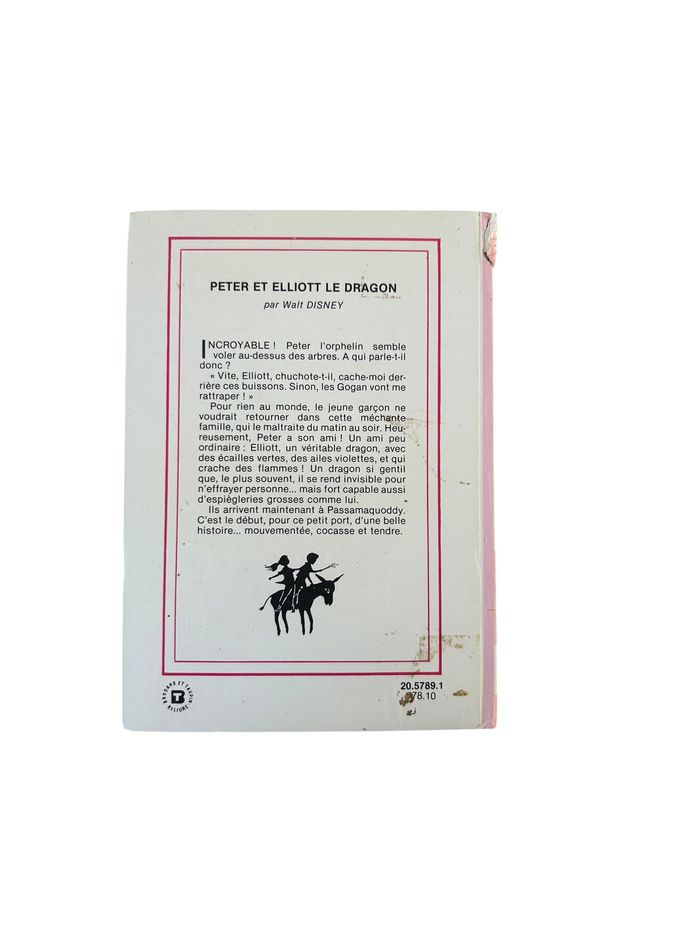 PETER ET ELLIOTT LE DRAGON
par Walt DISNEY
INCROYABLE ! Peter l'orphelin semble
voler au-dessus des arbres. A qui parle-t-il
donc ?
« Vite, Elliott, chuchote-t-il, cache-moi der-
rière ces buissons. Sinon, les Gogan vont me
rattraper ! »
Pour rien au monde, le jeune garçon ne
voudrait retourner dans cette méchante
famille, qui le maltraite du matin au soir. Heu-
reusement, Peter a son ami ! Un ami peu
ordinaire : Elliott, un véritable dragon, avec
des écailles vertes, des ailes violettes, et qui
crache des flammes ! Un dragon si gentil
que, le plus souvent, il se rend invisible pour
n'effrayer personne... mais fort capable aussi
d'espiègleries grosses comme lui.
Ils arrivent maintenant à Passamaquoddy.
C'est le début, pour ce petit port, d'une belle
histoire... mouvementée, cocasse et tendre.
BRODARD ET TAUPIN
RELIURE
20.5789.1
78.10